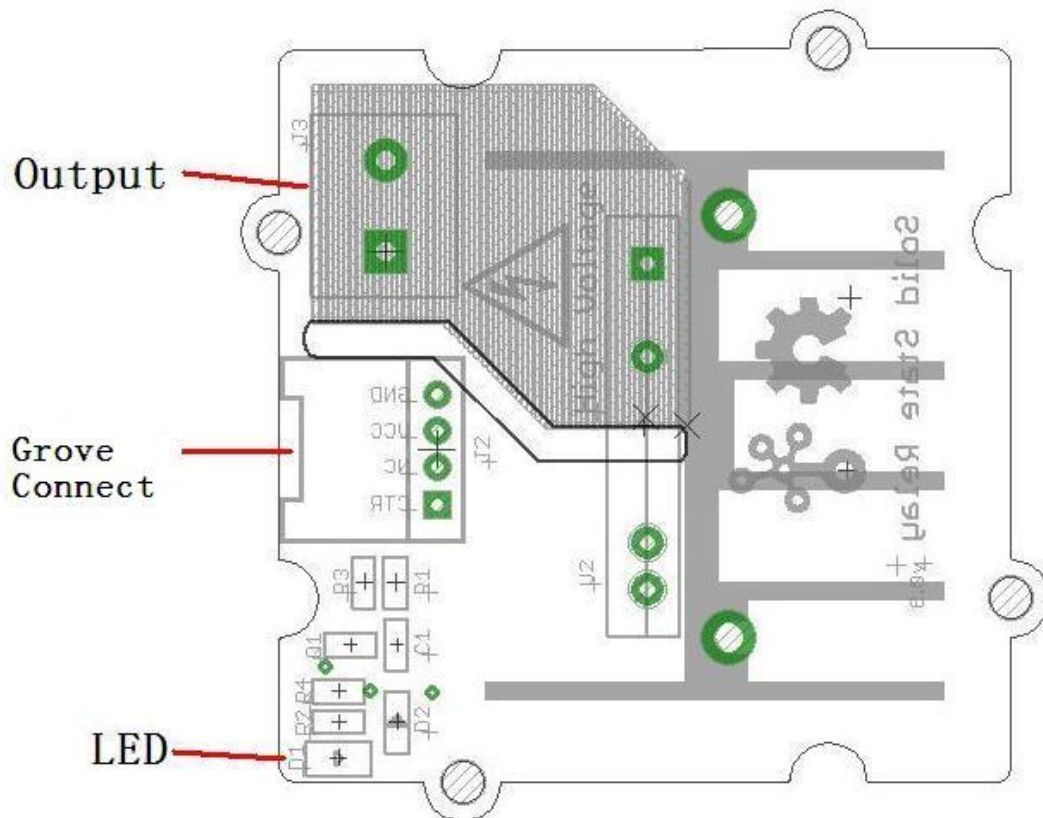 J3
Output
High Voltage
Solid State Relay
GND
VCC
NC
CTR
J2
Grove
Connect
U2
R3
R1
Q1
C1
R4
R2
D2
D1
LED